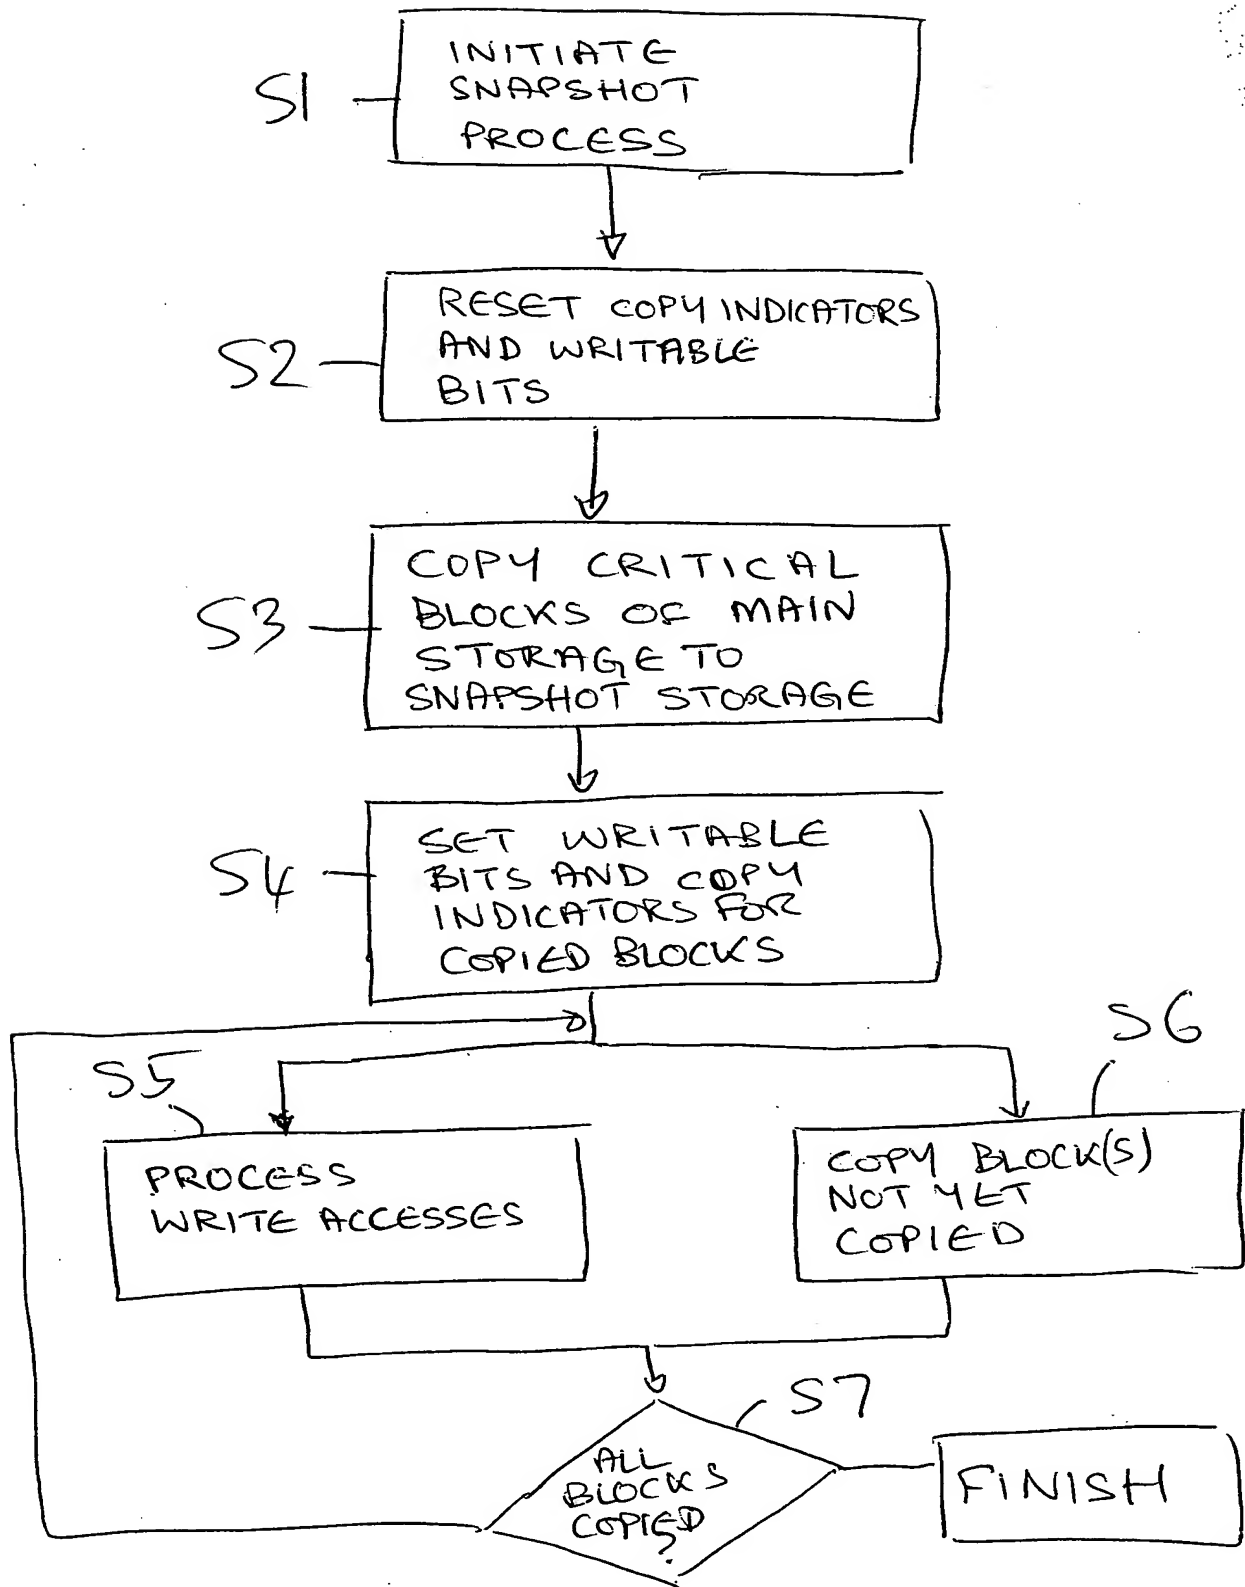 S1
INITIATE
SNAPSHOT
PROCESS
S2
RESET COPY INDICATORS
AND WRITABLE
BITS
S3
COPY CRITICAL
BLOCKS OF MAIN
STORAGE TO
SNAPSHOT STORAGE
S4
SET WRITABLE
BITS AND COPY
INDICATORS FOR
COPIED BLOCKS
S5
PROCESS
WRITE ACCESSES
S6
COPY BLOCK(S)
NOT YET
COPIED
S7
ALL
BLOCKS
COPIED
?
FINISH